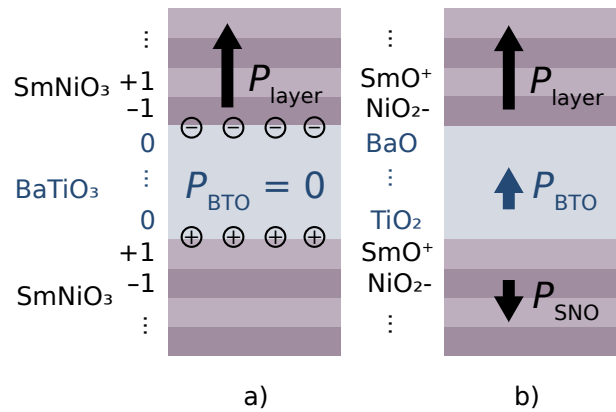 ⋮ ⋮
SmNiO₃ +1 P_layer SmO⁺ P_layer
–1 NiO₂-
− − − −
0 BaO
BaTiO₃ ⋮ P_BTO = 0 ⋮ P_BTO
0 TiO₂
+ + + +
+1 SmO⁺
SmNiO₃ –1 NiO₂- P_SNO
⋮ ⋮
a) b)